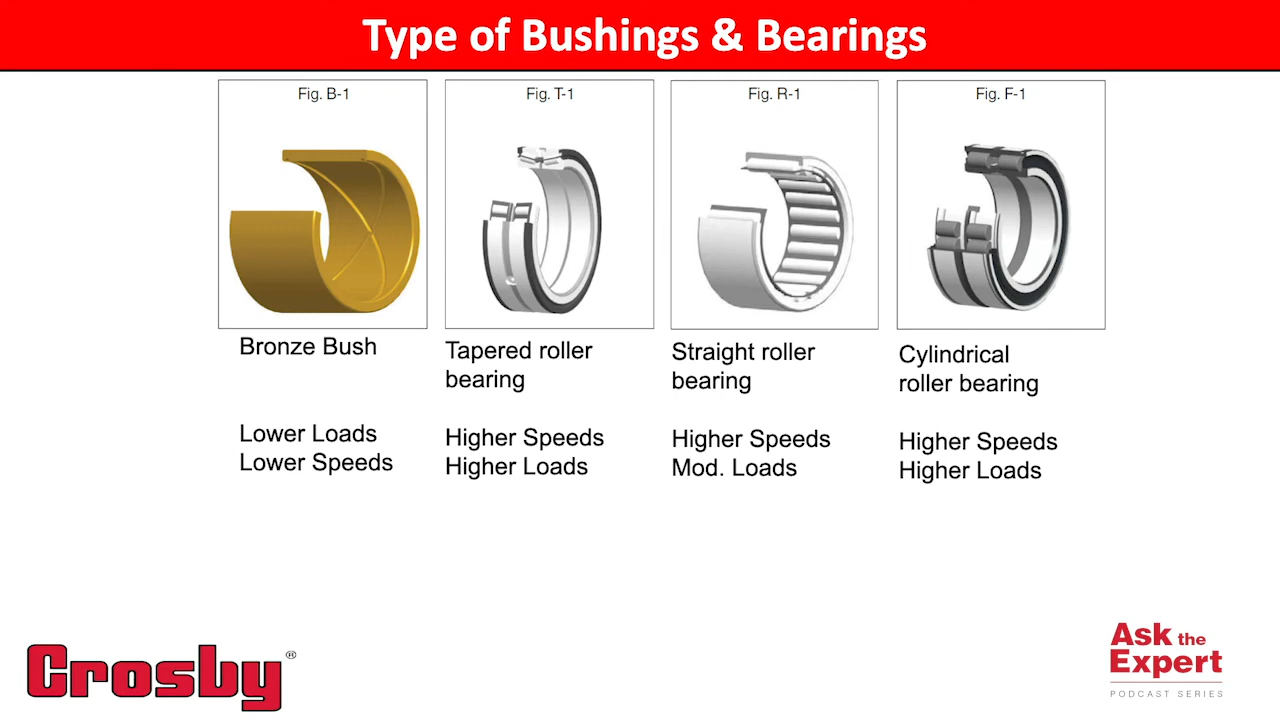 Type of Bushings & Bearings
Fig. B-1
Fig. T-1
Fig. R-1
Fig. F-1
Bronze Bush
Lower Loads
Lower Speeds
Tapered roller
bearing
Higher Speeds
Higher Loads
Straight roller
bearing
Higher Speeds
Mod. Loads
Cylindrical
roller bearing
Higher Speeds
Higher Loads
Crosby®
Ask the
Expert
PODCAST SERIES